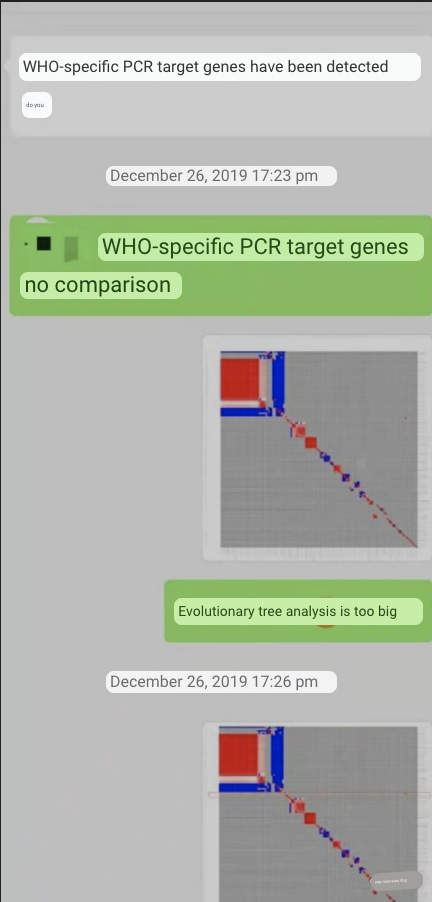 WHO-specific PCR target genes have been detected
do you
December 26, 2019 17:23 pm
WHO-specific PCR target genes
no comparison
Evolutionary tree analysis is too big
December 26, 2019 17:26 pm